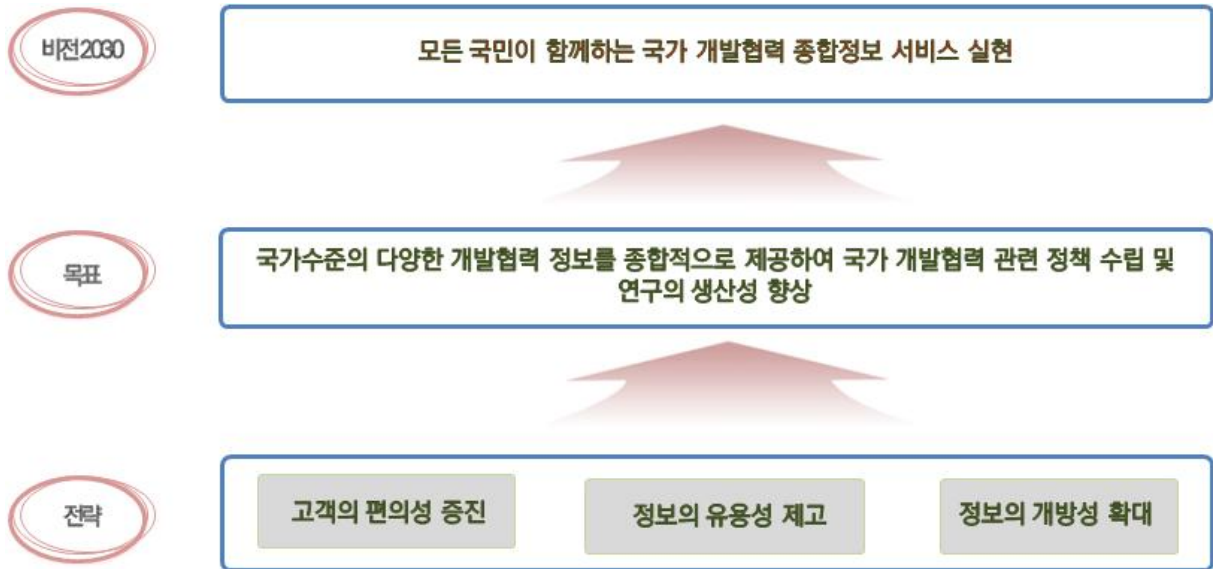 비전2030
모든 국민이 함께하는 국가 개발협력 종합정보 서비스 실현
목표
국가수준의 다양한 개발협력 정보를 종합적으로 제공하여 국가 개발협력 관련 정책 수립 및
연구의 생산성 향상
전략
고객의 편의성 증진
정보의 유용성 제고
정보의 개방성 확대